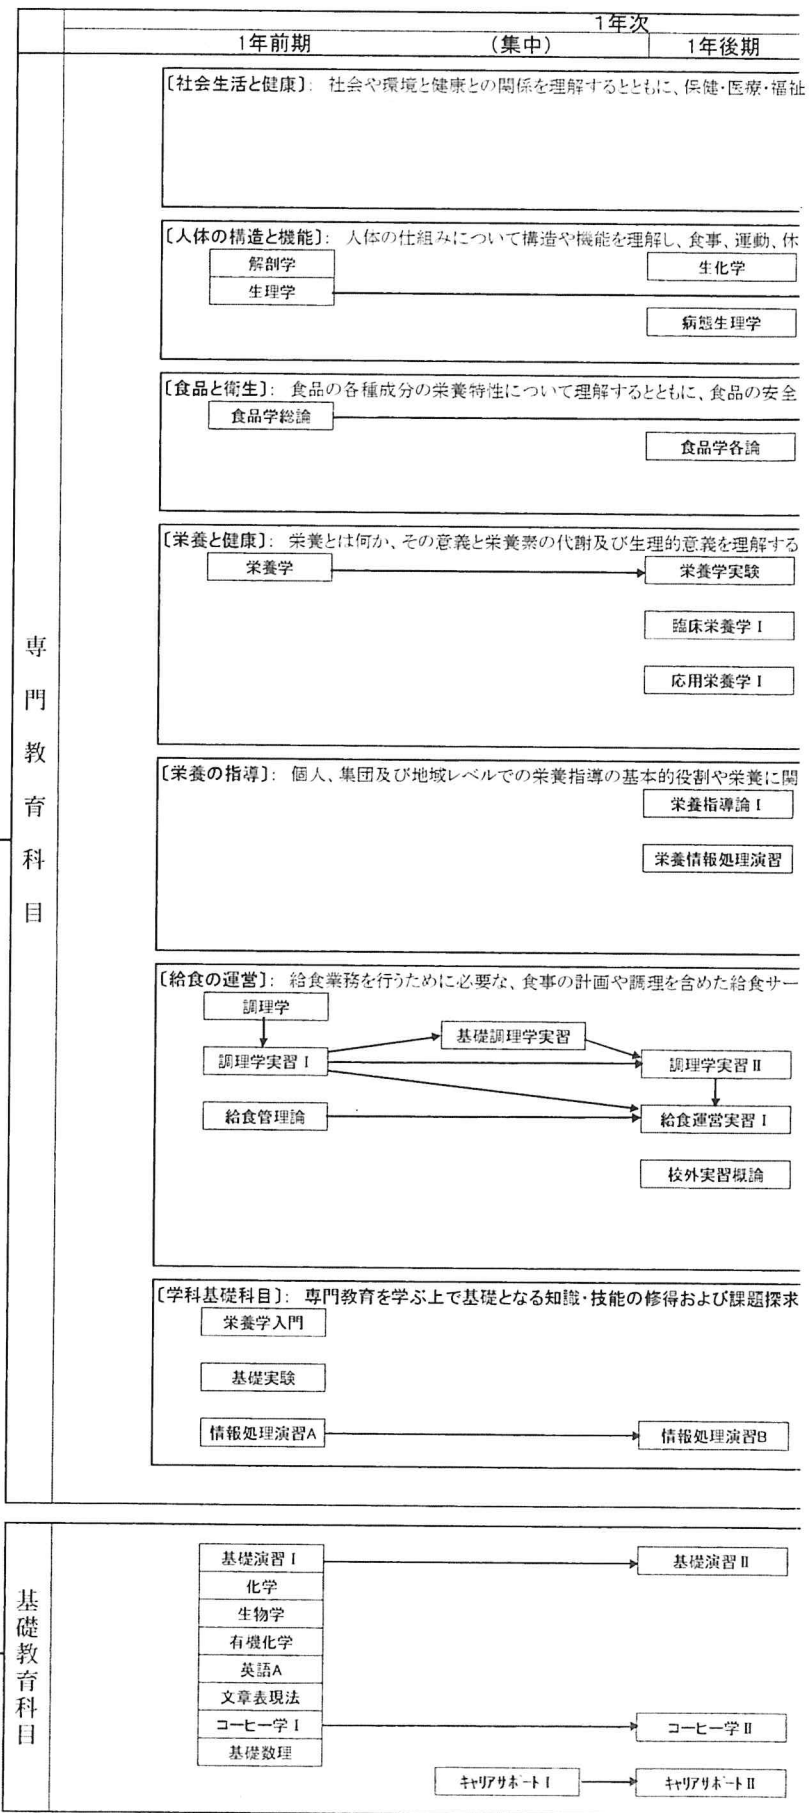 1年次
1年前期 (集中) 1年後期
専門教育科目
〔社会生活と健康〕: 社会や環境と健康との関係を理解するとともに、保健・医療・福祉
〔人体の構造と機能〕: 人体の仕組みについて構造や機能を理解し、食事、運動、休
解剖学 生化学
生理学
病態生理学
〔食品と衛生〕: 食品の各種成分の栄養特性について理解するとともに、食品の安全
食品学総論
食品学各論
〔栄養と健康〕: 栄養とは何か、その意義と栄養素の代謝及び生理的意義を理解する
栄養学 栄養学実験
臨床栄養学Ⅰ
応用栄養学Ⅰ
〔栄養の指導〕: 個人、集団及び地域レベルでの栄養指導の基本的役割や栄養に関
栄養指導論Ⅰ
栄養情報処理演習
〔給食の運営〕: 給食業務を行うために必要な、食事の計画や調理を含めた給食サー
調理学
基礎調理学実習
調理学実習Ⅰ 調理学実習Ⅱ
給食管理論 給食運営実習Ⅰ
校外実習概論
〔学科基礎科目〕: 専門教育を学ぶ上で基礎となる知識・技能の修得および課題探求
栄養学入門
基礎実験
情報処理演習A 情報処理演習B
基礎教育科目
基礎演習Ⅰ 基礎演習Ⅱ
化学
生物学
有機化学
英語A
文章表現法
コーヒー学Ⅰ コーヒー学Ⅱ
基礎数理
キャリアサポートⅠ キャリアサポートⅡ